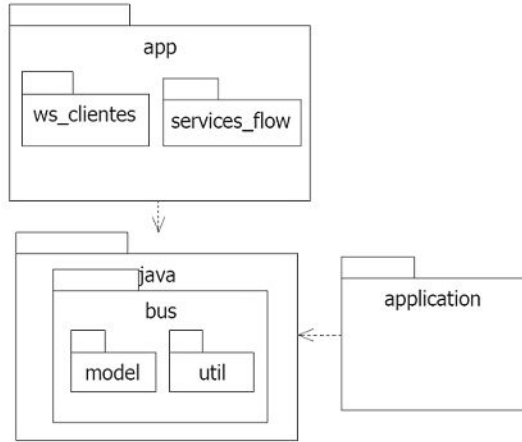 app
ws_clientes
services_flow
java
bus
model
util
application